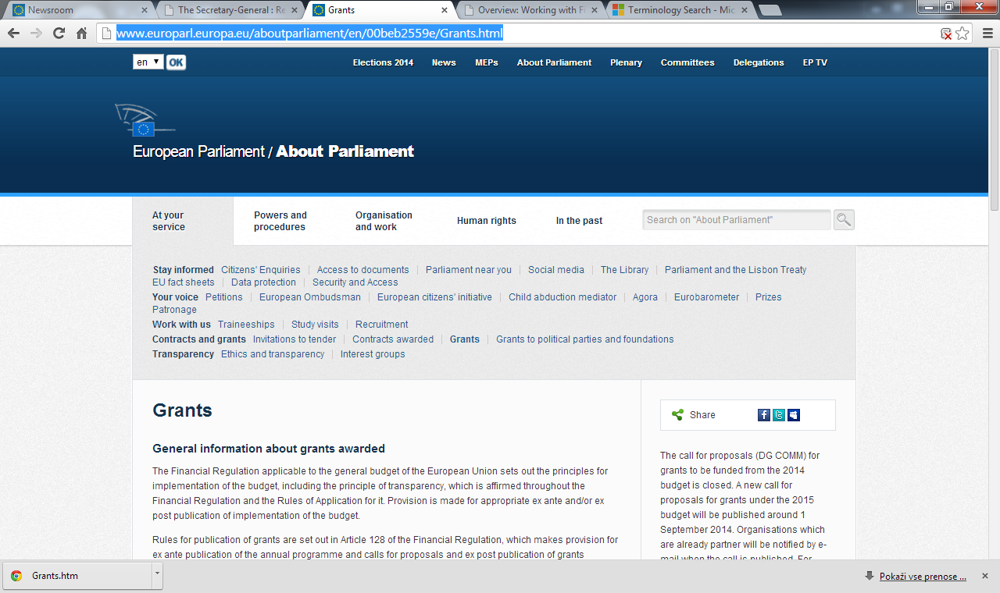 Newsroom
The Secretary-General : Re
Grants
Overview: Working with Fi
Terminology Search - Mic
www.europarl.europa.eu/aboutparliament/en/00beb2559e/Grants.html
en OK
Elections 2014 News MEPs About Parliament Plenary Committees Delegations EP TV
European Parliament / About Parliament
At your service
Powers and procedures
Organisation and work
Human rights
In the past
Search on "About Parliament"
Stay informed Citizens' Enquiries Access to documents Parliament near you Social media The Library Parliament and the Lisbon Treaty
EU fact sheets Data protection Security and Access
Your voice Petitions European Ombudsman European citizens' initiative Child abduction mediator Agora Eurobarometer Prizes
Patronage
Work with us Traineeships Study visits Recruitment
Contracts and grants Invitations to tender Contracts awarded Grants Grants to political parties and foundations
Transparency Ethics and transparency Interest groups
Grants
General information about grants awarded
The Financial Regulation applicable to the general budget of the European Union sets out the principles for
implementation of the budget, including the principle of transparency, which is affirmed throughout the
Financial Regulation and the Rules of Application for it. Provision is made for appropriate ex ante and/or ex
post publication of implementation of the budget.
Rules for publication of grants are set out in Article 128 of the Financial Regulation, which makes provision for
ex ante publication of the annual programme and calls for proposals and ex post publication of grants
Share
The call for proposals (DG COMM) for
grants to be funded from the 2014
budget is closed. A new call for
proposals for grants under the 2015
budget will be published around 1
September 2014. Organisations which
are already partner will be notified by e-
mail when the call is published. For
Grants.htm
Pokaži vse prenose ...